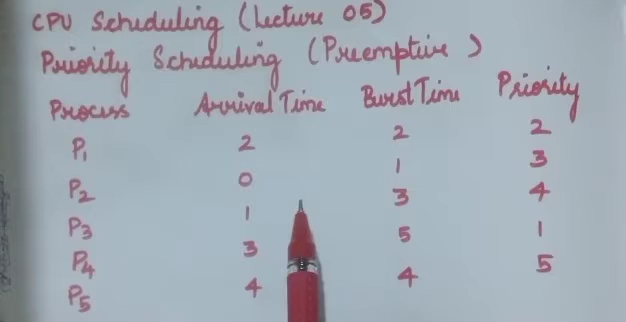 CPU Scheduling (Lecture 05)
Priority Scheduling (Preemptive)
Process Arrival Time Burst Time Priority
P1 2 2 2
P2 0 1 3
P3 1 3 4
P4 3 5 1
P5 4 4 5